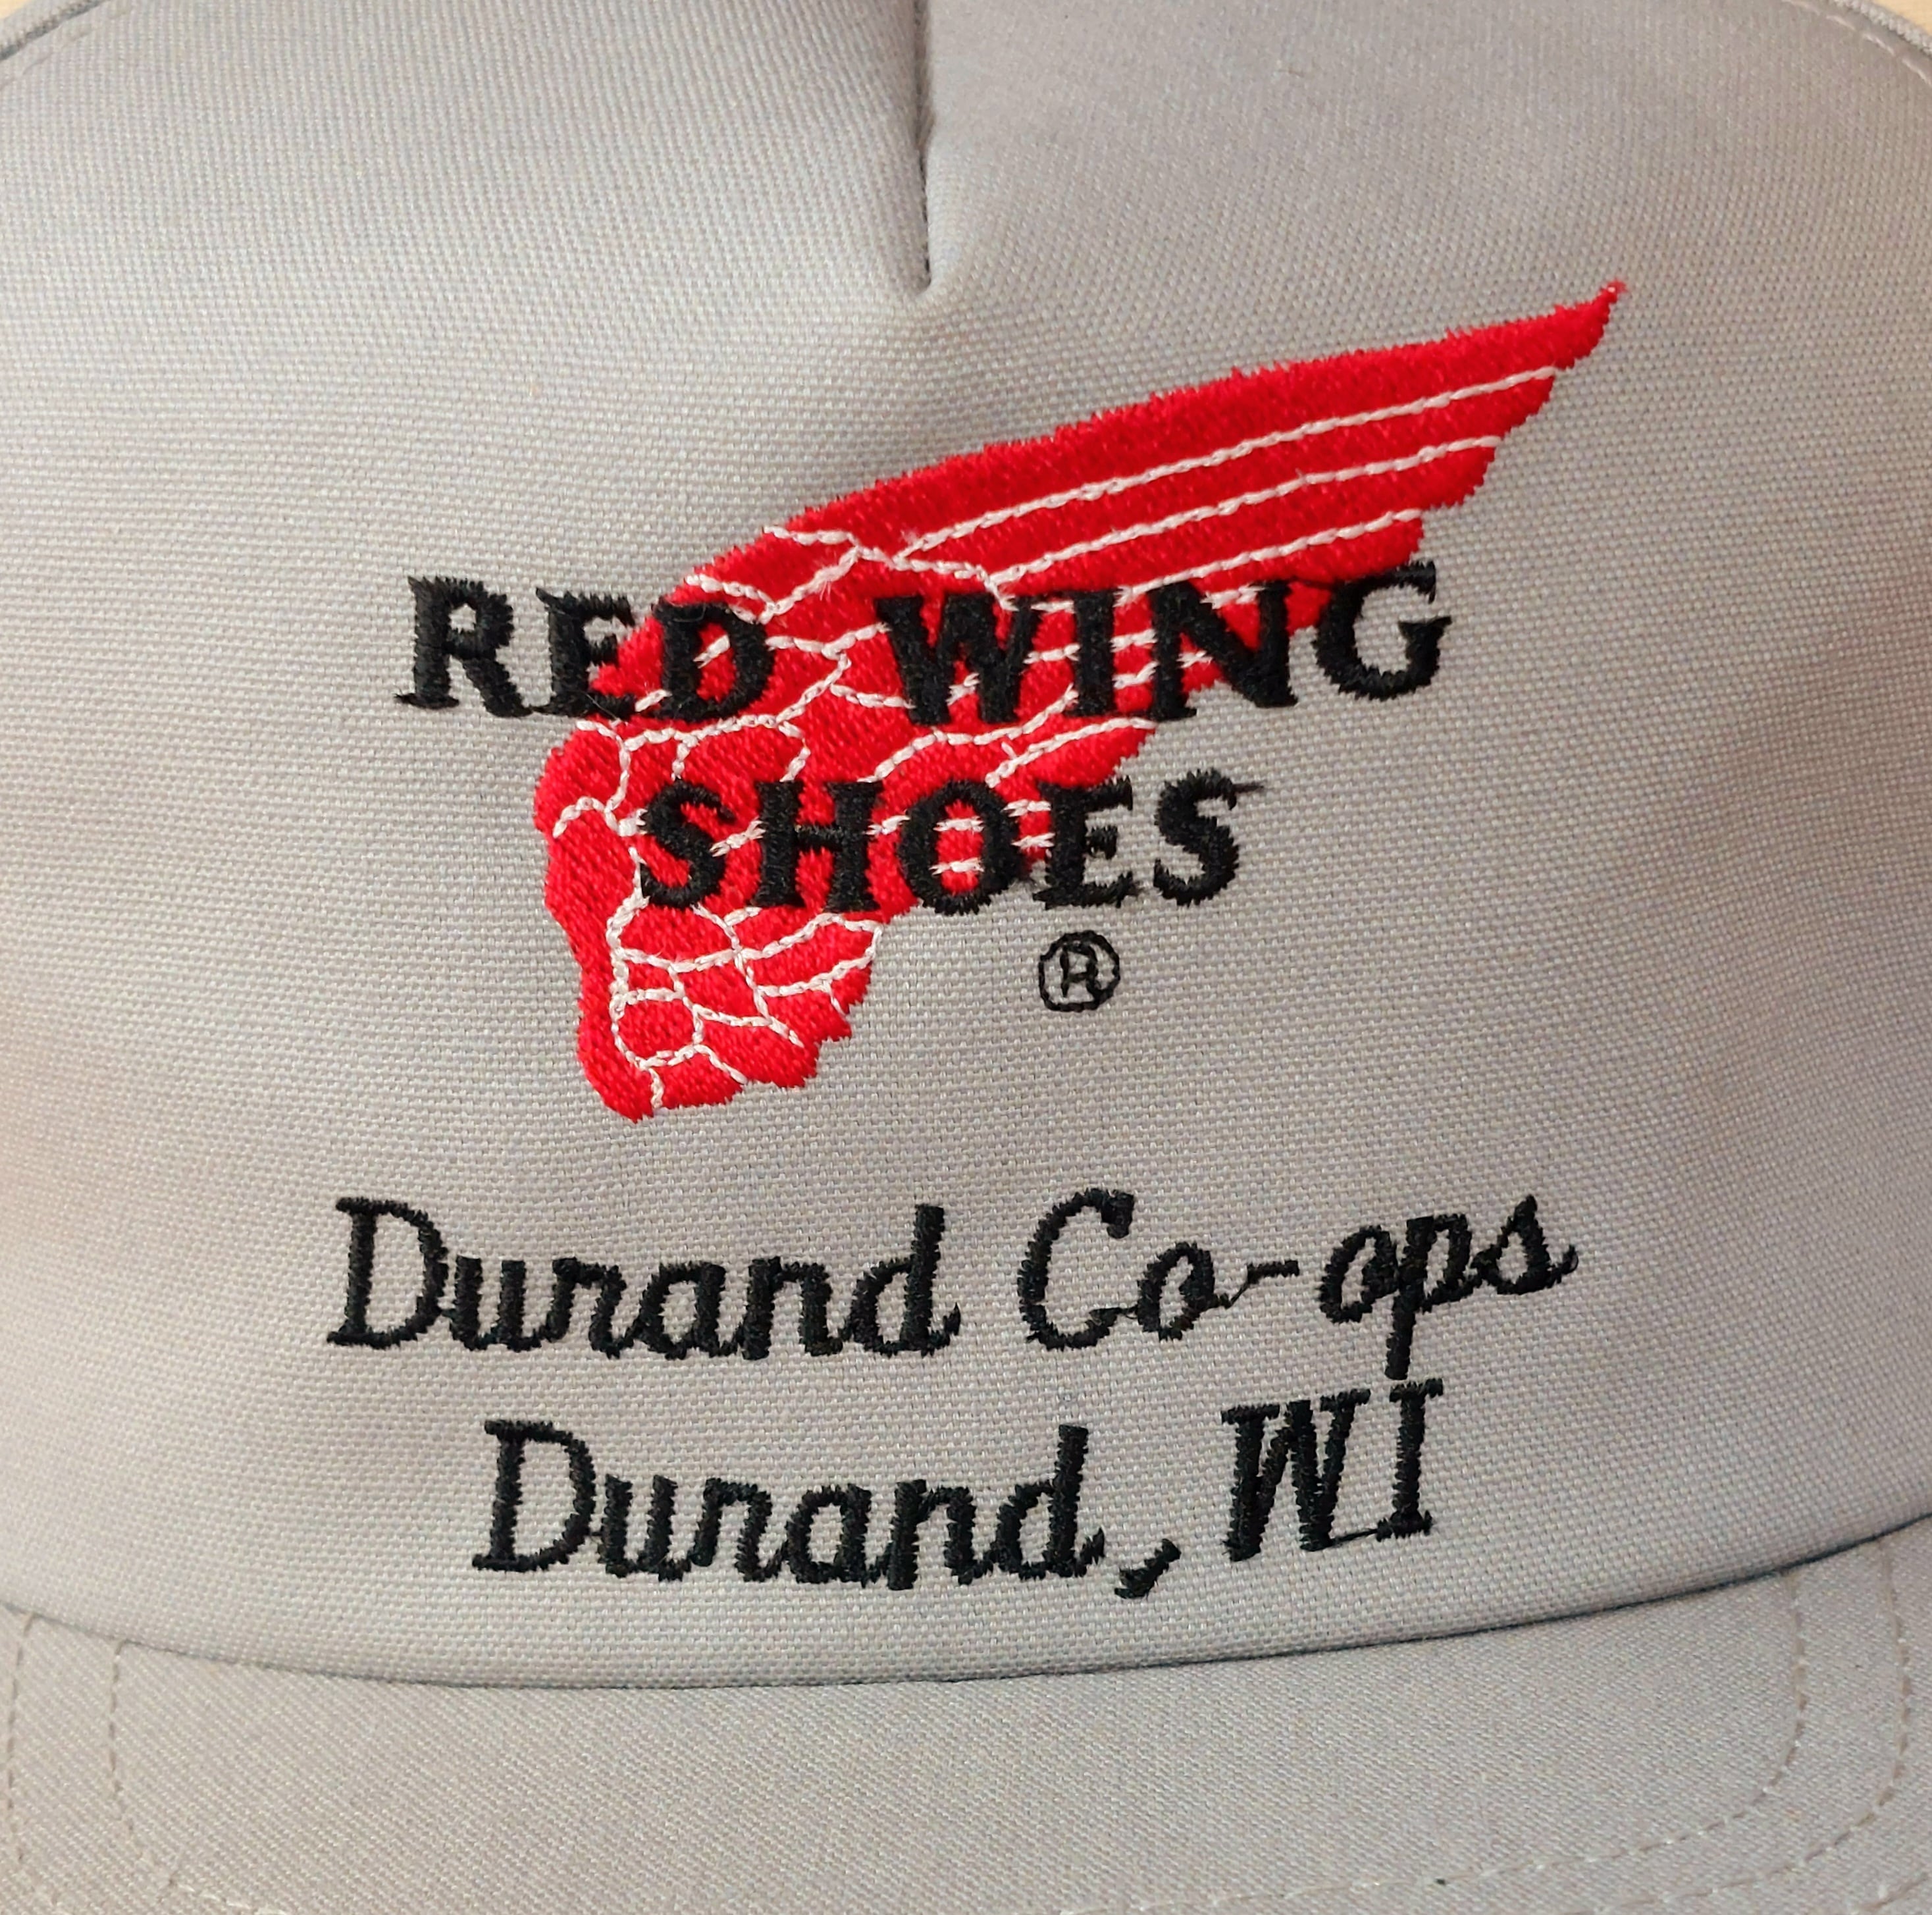 RED WING
SHOES
®
Durand Co-ops
Durand, WI